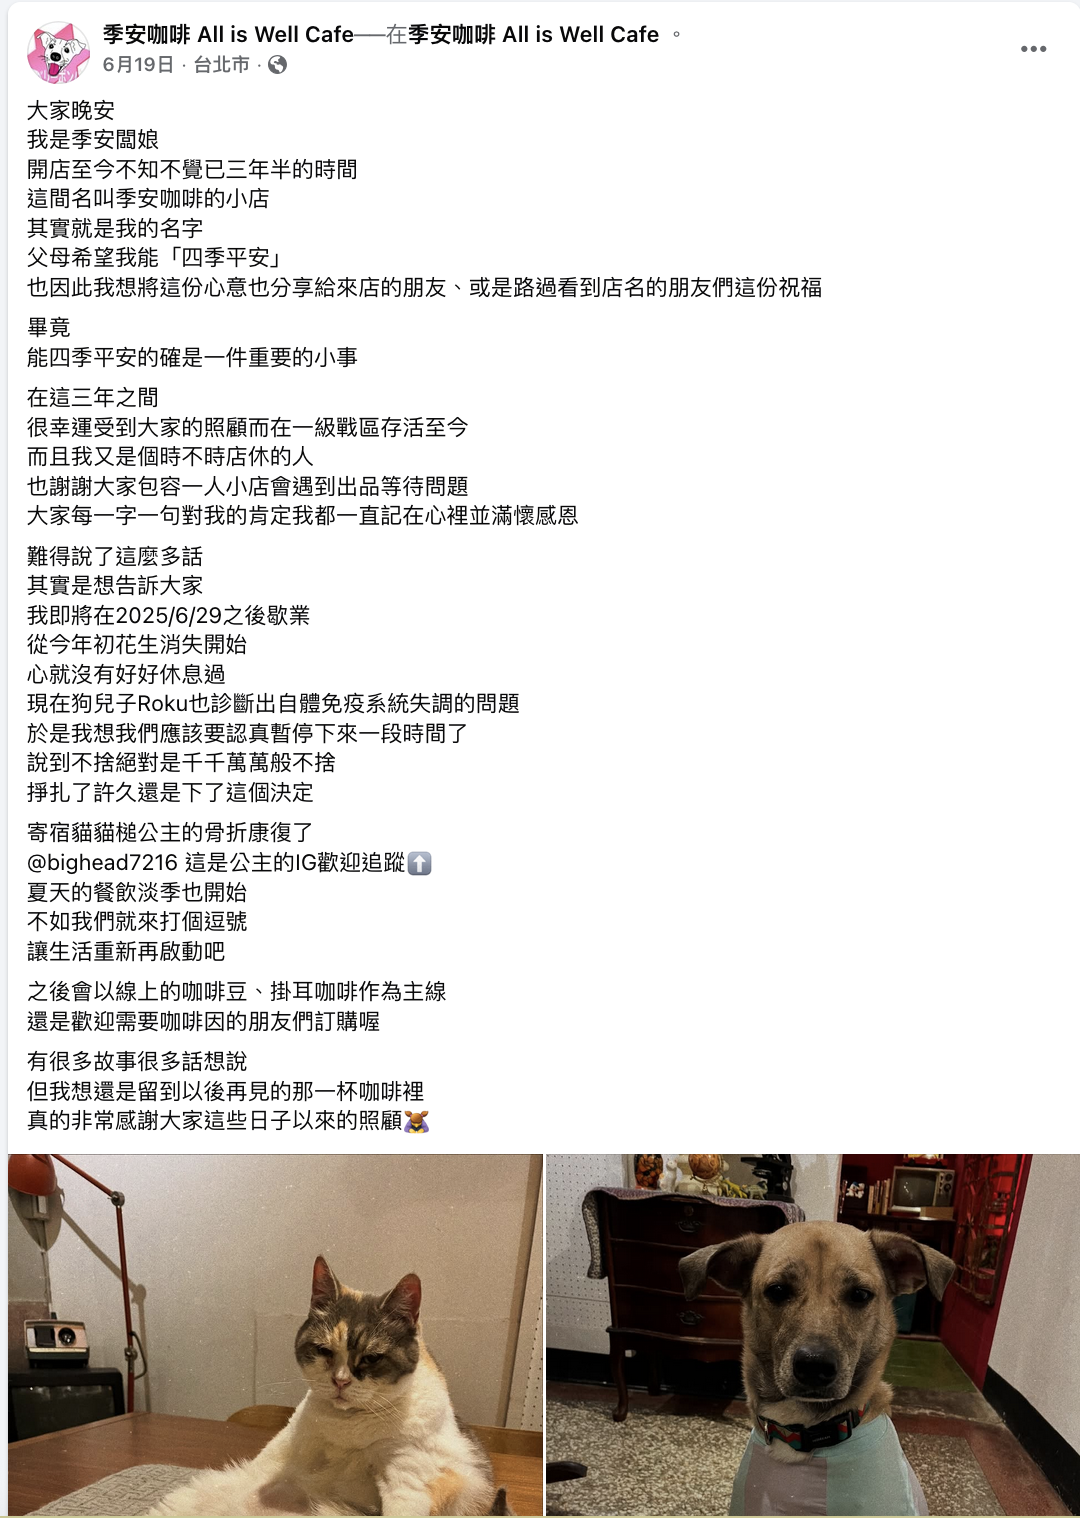 季安咖啡 All is Well Cafe──在季安咖啡 All is Well Cafe 。
6月19日 · 台北市 ·
大家晚安
我是季安闆娘
開店至今不知不覺已三年半的時間
這間名叫季安咖啡的小店
其實就是我的名字
父母希望我能「四季平安」
也因此我想將這份心意也分享給來店的朋友、或是路過看到店名的朋友們這份祝福
畢竟
能四季平安的確是一件重要的小事
在這三年之間
很幸運受到大家的照顧而在一級戰區存活至今
而且我又是個時不時店休的人
也謝謝大家包容一人小店會遇到出品等待問題
大家每一字一句對我的肯定我都一直記在心裡並滿懷感恩
難得說了這麼多話
其實是想告訴大家
我即將在2025/6/29之後歇業
從今年初花生消失開始
心就沒有好好休息過
現在狗兒子Roku也診斷出自體免疫系統失調的問題
於是我想我們應該要認真暫停下來一段時間了
說到不捨絕對是千千萬萬般不捨
掙扎了許久還是下了這個決定
寄宿貓貓槌公主的骨折康復了
@bighead7216 這是公主的IG歡迎追蹤⬆️
夏天的餐飲淡季也開始
不如我們就來打個逗號
讓生活重新再啟動吧
之後會以線上的咖啡豆、掛耳咖啡作為主線
還是歡迎需要咖啡因的朋友們訂購喔
有很多故事很多話想說
但我想還是留到以後再見的那一杯咖啡裡
真的非常感謝大家這些日子以來的照顧